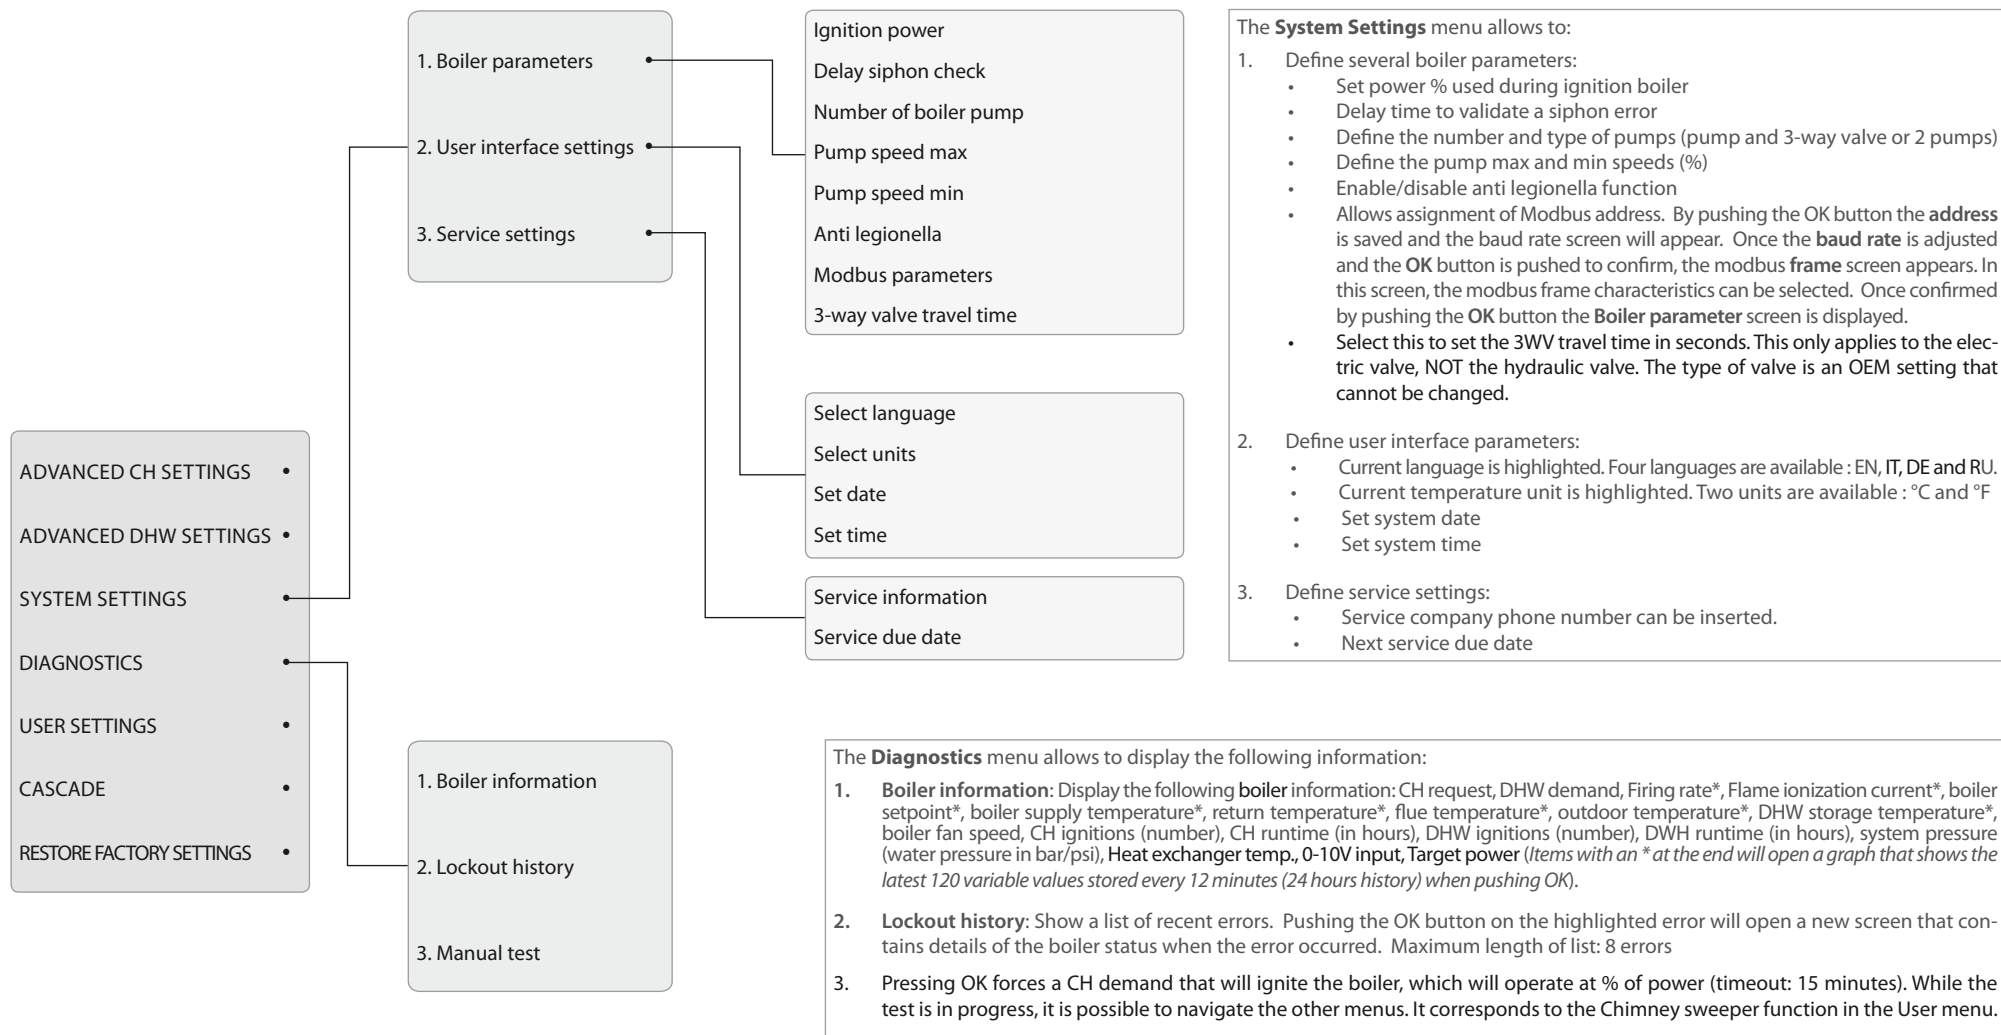 ADVANCED CH SETTINGS •
ADVANCED DHW SETTINGS •
SYSTEM SETTINGS •
DIAGNOSTICS •
USER SETTINGS •
CASCADE •
RESTORE FACTORY SETTINGS •
1. Boiler parameters •
2. User interface settings •
3. Service settings •
Ignition power
Delay siphon check
Number of boiler pump
Pump speed max
Pump speed min
Anti legionella
Modbus parameters
3-way valve travel time
Select language
Select units
Set date
Set time
Service information
Service due date
The System Settings menu allows to:
1. Define several boiler parameters:
• Set power % used during ignition boiler
• Delay time to validate a siphon error
• Define the number and type of pumps (pump and 3-way valve or 2 pumps)
• Define the pump max and min speeds (%)
• Enable/disable anti legionella function
• Allows assignment of Modbus address. By pushing the OK button the address
is saved and the baud rate screen will appear. Once the baud rate is adjusted
and the OK button is pushed to confirm, the modbus frame screen appears. In
this screen, the modbus frame characteristics can be selected. Once confirmed
by pushing the OK button the Boiler parameter screen is displayed.
• Select this to set the 3WV travel time in seconds. This only applies to the elec-
tric valve, NOT the hydraulic valve. The type of valve is an OEM setting that
cannot be changed.
2. Define user interface parameters:
• Current language is highlighted. Four languages are available : EN, IT, DE and RU.
• Current temperature unit is highlighted. Two units are available : °C and °F
• Set system date
• Set system time
3. Define service settings:
• Service company phone number can be inserted.
• Next service due date
1. Boiler information
2. Lockout history
3. Manual test
The Diagnostics menu allows to display the following information:
1. Boiler information: Display the following boiler information: CH request, DHW demand, Firing rate*, Flame ionization current*, boiler
setpoint*, boiler supply temperature*, return temperature*, flue temperature*, outdoor temperature*, DHW storage temperature*,
boiler fan speed, CH ignitions (number), CH runtime (in hours), DHW ignitions (number), DWH runtime (in hours), system pressure
(water pressure in bar/psi), Heat exchanger temp., 0-10V input, Target power (Items with an * at the end will open a graph that shows the
latest 120 variable values stored every 12 minutes (24 hours history) when pushing OK).
2. Lockout history: Show a list of recent errors. Pushing the OK button on the highlighted error will open a new screen that con-
tains details of the boiler status when the error occurred. Maximum length of list: 8 errors
3. Pressing OK forces a CH demand that will ignite the boiler, which will operate at % of power (timeout: 15 minutes). While the
test is in progress, it is possible to navigate the other menus. It corresponds to the Chimney sweeper function in the User menu.